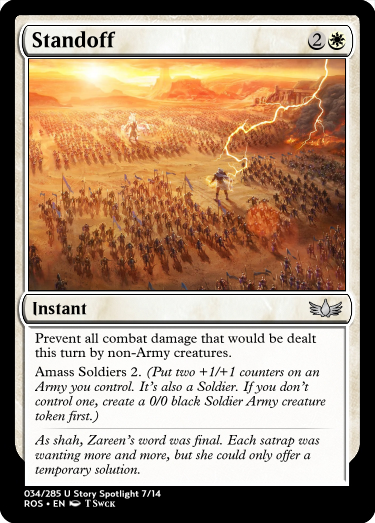 Standoff 2
Instant
Prevent all combat damage that would be dealt
this turn by non-Army creatures.
Amass Soldiers 2. (Put two +1/+1 counters on an
Army you control. It's also a Soldier. If you don't
control one, create a 0/0 black Soldier Army creature
token first.)
As shah, Zareen's word was final. Each satrap was
wanting more and more, but she could only offer a
temporary solution.
034/285 U Story Spotlight 7/14
ROS • EN T Swck